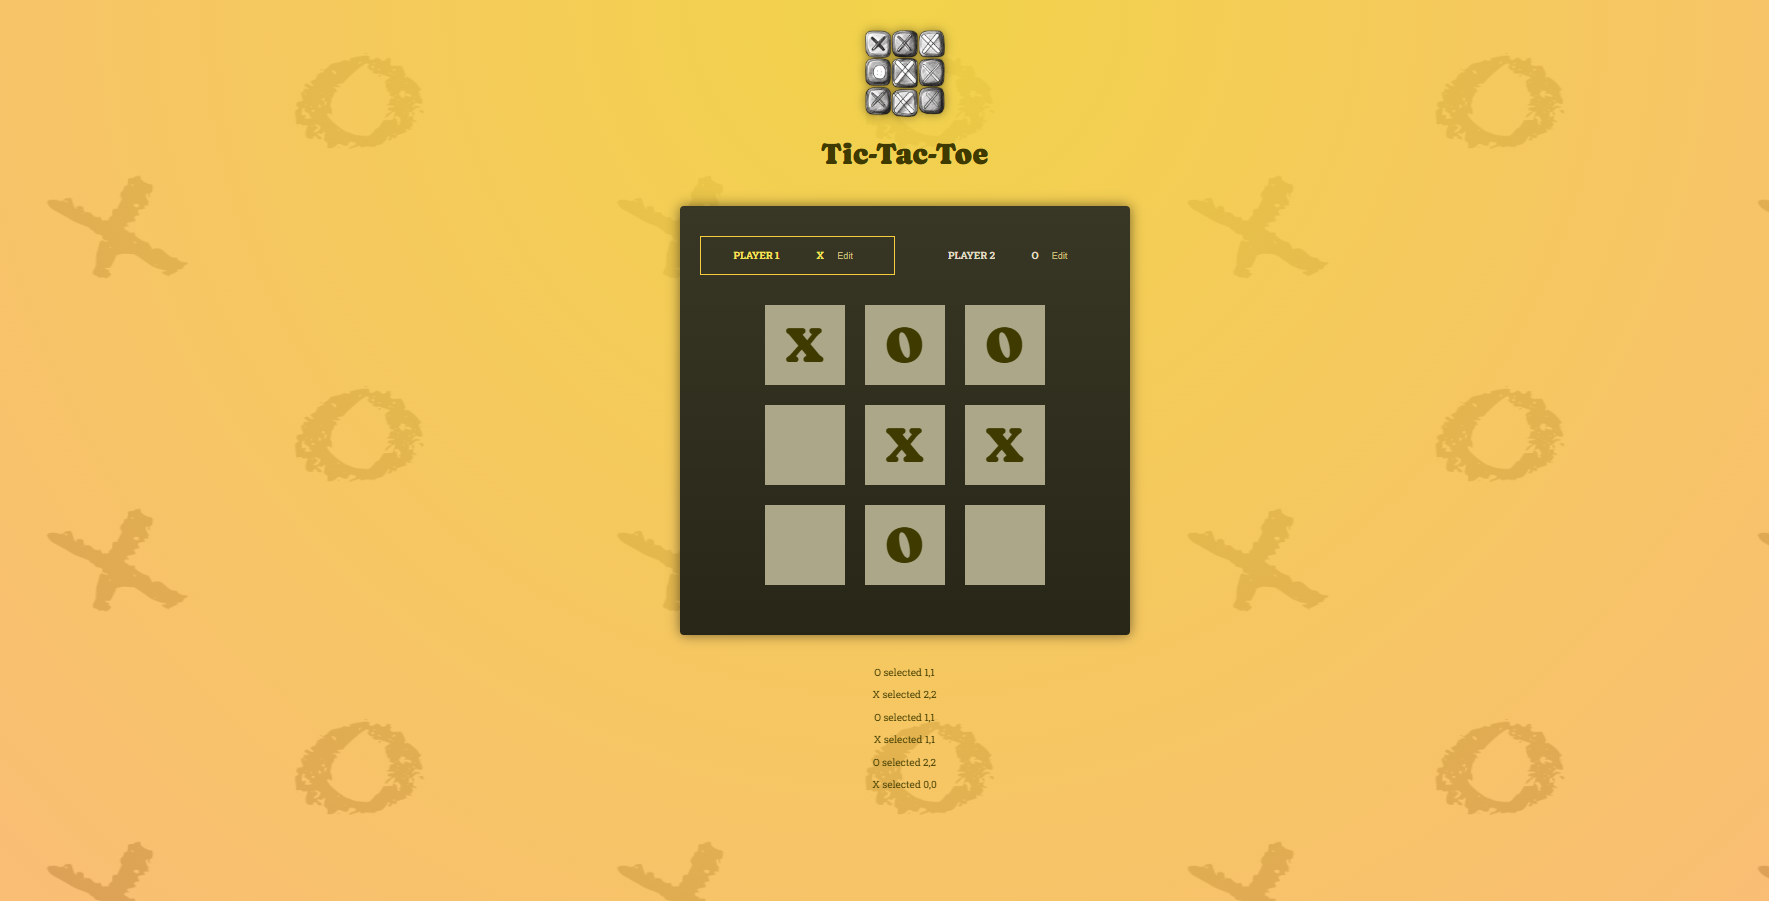 Tic-Tac-Toe
PLAYER 1 X Edit PLAYER 2 O Edit
X O O
X X
O
O selected 1,1
X selected 2,2
O selected 1,1
X selected 1,1
O selected 2,2
X selected 0,0